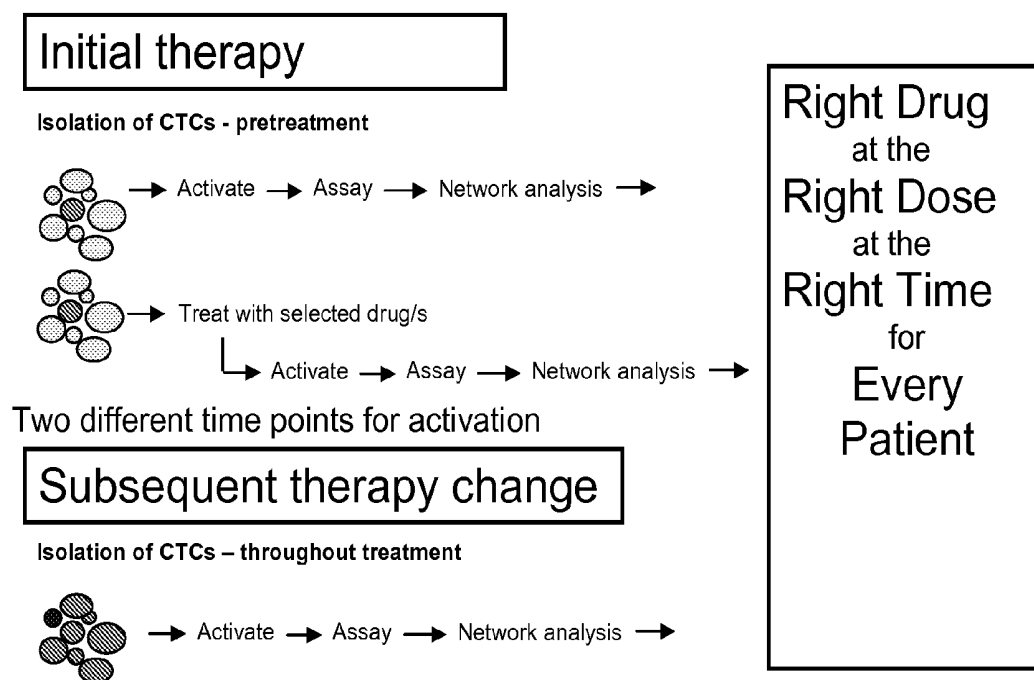 Initial therapy
Isolation of CTCs - pretreatment
Activate Assay Network analysis
Treat with selected drug/s
Activate Assay Network analysis
Two different time points for activation
Subsequent therapy change
Isolation of CTCs – throughout treatment
Activate Assay Network analysis
Right Drug
at the
Right Dose
at the
Right Time
for
Every
Patient